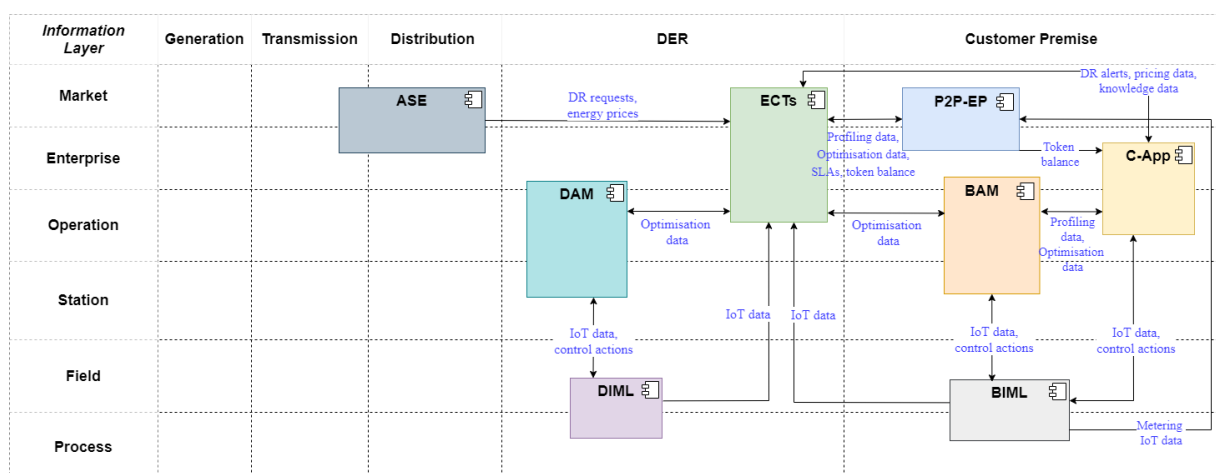 Information
Layer
Generation
Transmission
Distribution
DER
Customer Premise
Market
Enterprise
Operation
Station
Field
Process
ASE
DR requests,
energy prices
ECTs
DR alerts, pricing data,
knowledge data
P2P-EP
Profiling data,
Optimisation data,
SLAs, token balance
Token
balance
C-App
DAM
Optimisation
data
Optimisation
data
BAM
Profiling
data,
Optimisation
data
IoT data,
control actions
IoT data
IoT data
IoT data,
control actions
IoT data,
control actions
DIML
BIML
Metering
IoT data